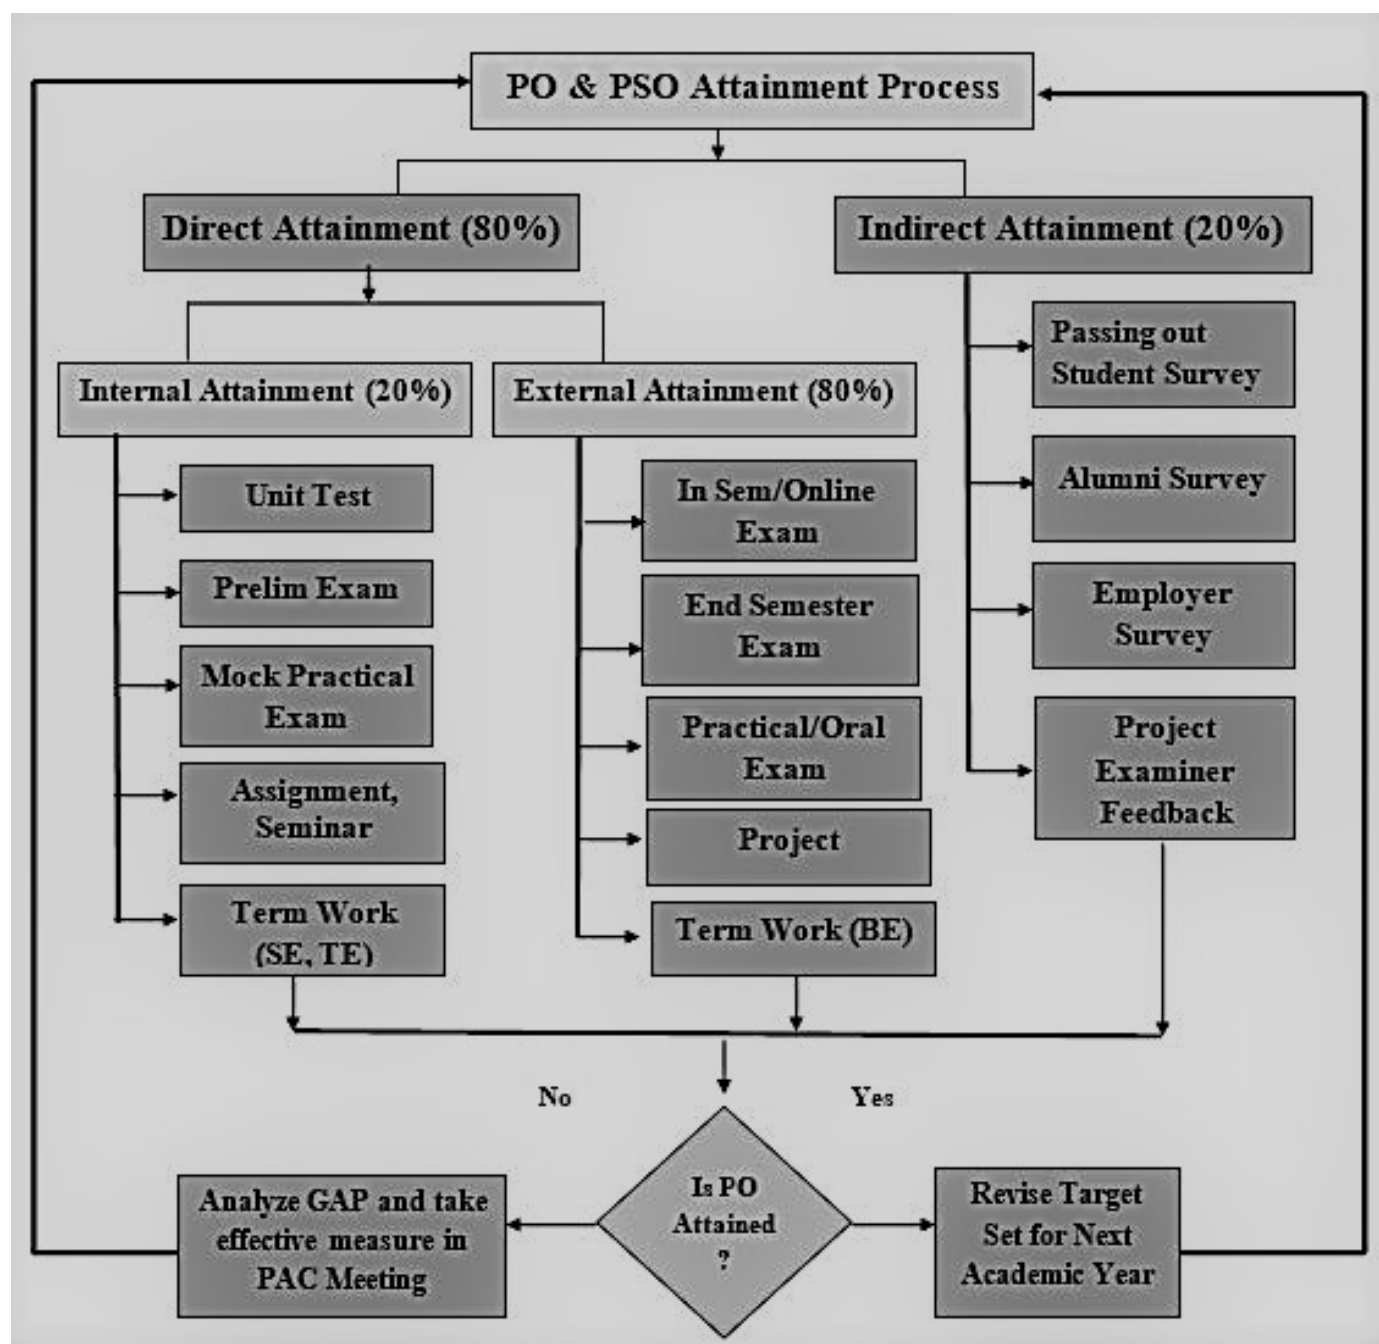 PO & PSO Attainment Process
Direct Attainment (80%)
Indirect Attainment (20%)
Internal Attainment (20%)
External Attainment (80%)
Unit Test
Prelim Exam
Mock Practical
Exam
Assignment,
Seminar
Term Work
(SE, TE)
In Sem/Online
Exam
End Semester
Exam
Practical/Oral
Exam
Project
Term Work (BE)
Passing out
Student Survey
Alumni Survey
Employer
Survey
Project
Examiner
Feedback
No
Yes
Is PO
Attained
?
Analyze GAP and take
effective measure in
PAC Meeting
Revise Target
Set for Next
Academic Year